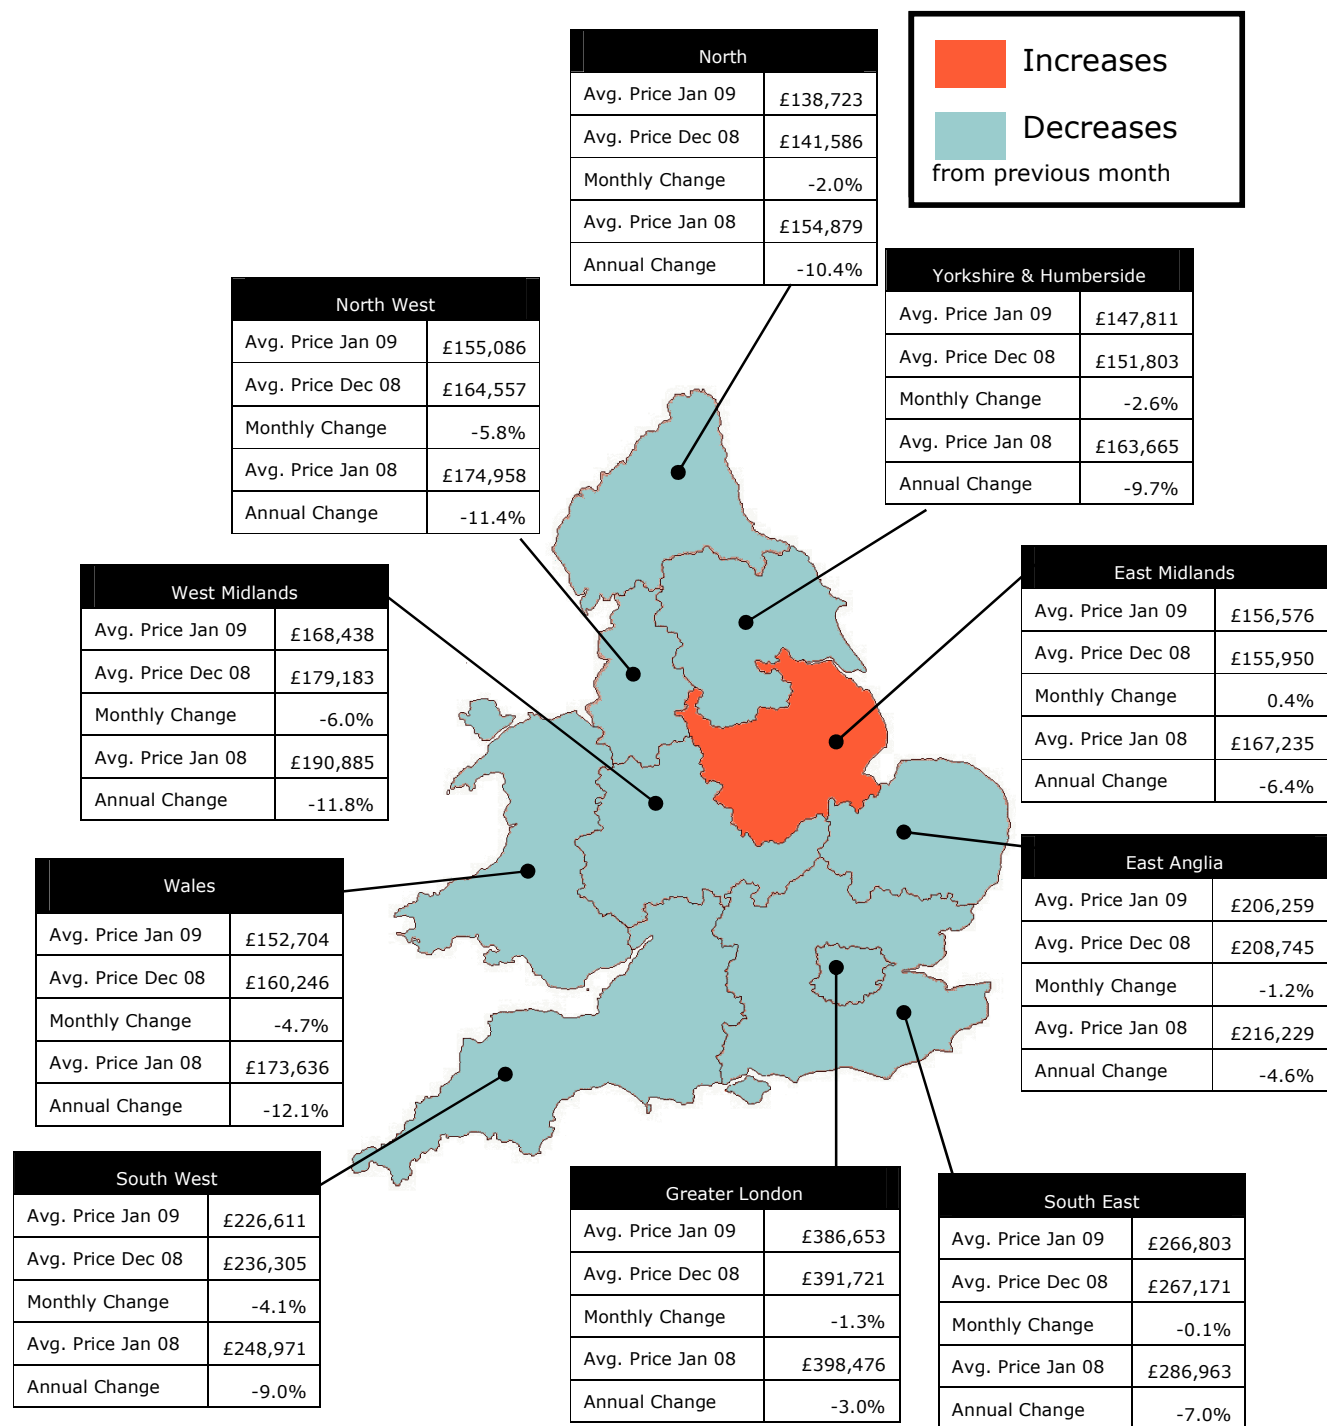 North
Avg. Price Jan 09 £138,723
Avg. Price Dec 08 £141,586
Monthly Change -2.0%
Avg. Price Jan 08 £154,879
Annual Change -10.4%
Increases
Decreases
from previous month
North West
Avg. Price Jan 09 £155,086
Avg. Price Dec 08 £164,557
Monthly Change -5.8%
Avg. Price Jan 08 £174,958
Annual Change -11.4%
Yorkshire & Humberside
Avg. Price Jan 09 £147,811
Avg. Price Dec 08 £151,803
Monthly Change -2.6%
Avg. Price Jan 08 £163,665
Annual Change -9.7%
West Midlands
Avg. Price Jan 09 £168,438
Avg. Price Dec 08 £179,183
Monthly Change -6.0%
Avg. Price Jan 08 £190,885
Annual Change -11.8%
East Midlands
Avg. Price Jan 09 £156,576
Avg. Price Dec 08 £155,950
Monthly Change 0.4%
Avg. Price Jan 08 £167,235
Annual Change -6.4%
Wales
Avg. Price Jan 09 £152,704
Avg. Price Dec 08 £160,246
Monthly Change -4.7%
Avg. Price Jan 08 £173,636
Annual Change -12.1%
East Anglia
Avg. Price Jan 09 £206,259
Avg. Price Dec 08 £208,745
Monthly Change -1.2%
Avg. Price Jan 08 £216,229
Annual Change -4.6%
South West
Avg. Price Jan 09 £226,611
Avg. Price Dec 08 £236,305
Monthly Change -4.1%
Avg. Price Jan 08 £248,971
Annual Change -9.0%
Greater London
Avg. Price Jan 09 £386,653
Avg. Price Dec 08 £391,721
Monthly Change -1.3%
Avg. Price Jan 08 £398,476
Annual Change -3.0%
South East
Avg. Price Jan 09 £266,803
Avg. Price Dec 08 £267,171
Monthly Change -0.1%
Avg. Price Jan 08 £286,963
Annual Change -7.0%